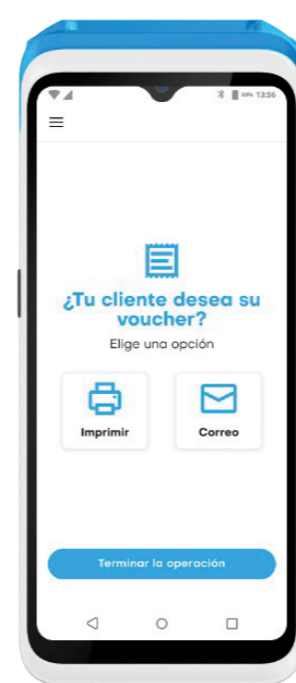 13:56
¿Tu cliente desea su
voucher?
Elige una opción
Imprimir
Correo
Terminar la operación